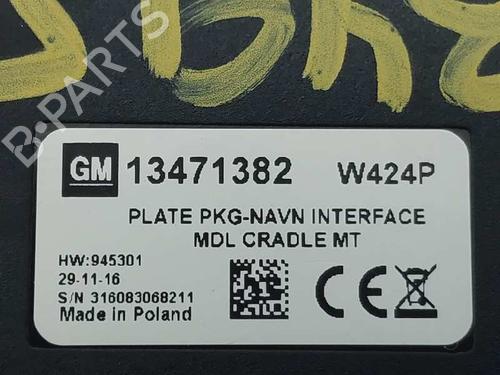 B-PARTS
GM 13471382 W424P
PLATE PKG-NAVN INTERFACE
MDL CRADLE MT
HW:945301
29-11-16
S/N 316083068211
Made in Poland
CE